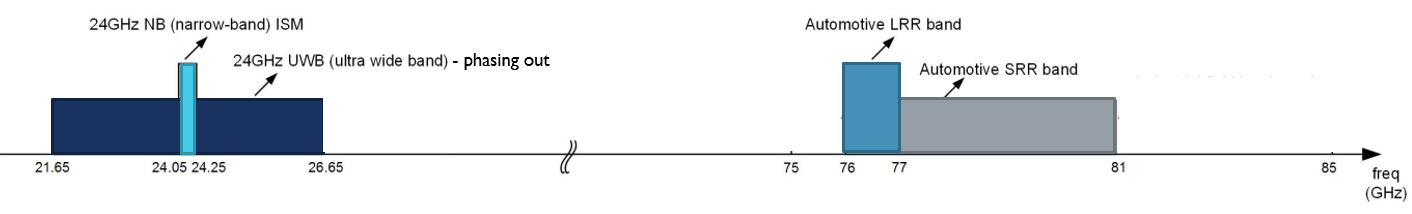 24GHz NB (narrow-band) ISM
24GHz UWB (ultra wide band) - phasing out
Automotive LRR band
Automotive SRR band
21.65
24.05 24.25
26.65
75
76
77
81
85
freq
(GHz)